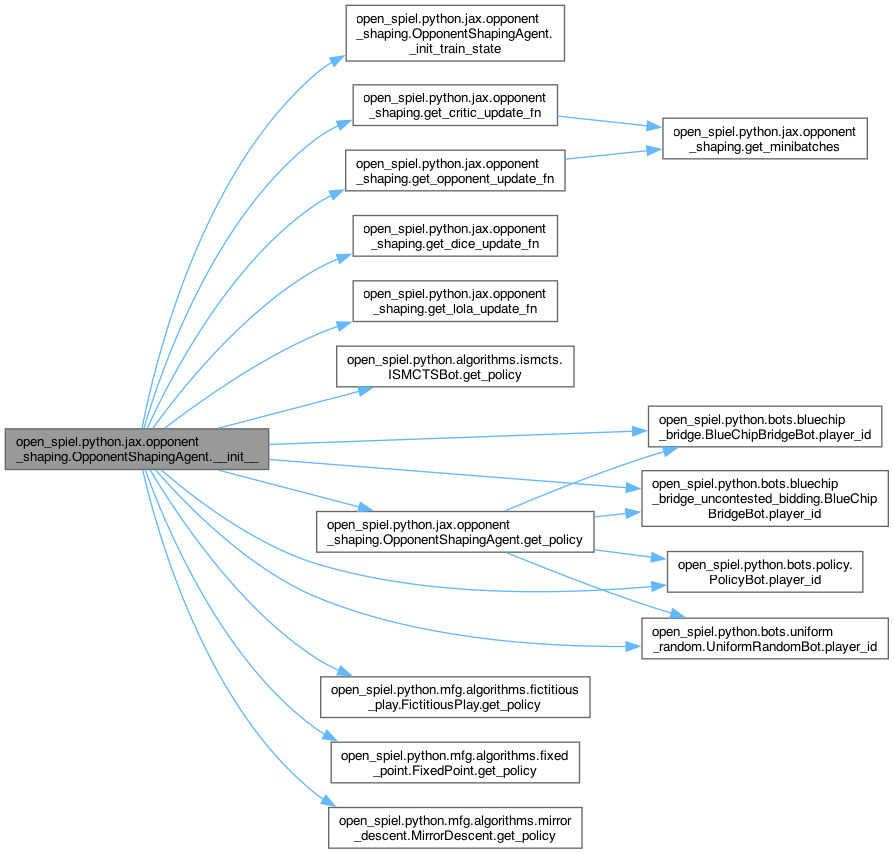 open_spiel.python.jax.opponent
_shaping.OpponentShapingAgent.
_init_train_state
open_spiel.python.jax.opponent
_shaping.get_critic_update_fn
open_spiel.python.jax.opponent
_shaping.get_minibatches
open_spiel.python.jax.opponent
_shaping.get_opponent_update_fn
open_spiel.python.jax.opponent
_shaping.get_dice_update_fn
open_spiel.python.jax.opponent
_shaping.get_lola_update_fn
open_spiel.python.algorithms.ismcts.
ISMCTSBot.get_policy
open_spiel.python.jax.opponent
_shaping.OpponentShapingAgent.__init__
open_spiel.python.bots.bluechip
_bridge.BlueChipBridgeBot.player_id
open_spiel.python.bots.bluechip
_bridge_uncontested_bidding.BlueChip
BridgeBot.player_id
open_spiel.python.jax.opponent
_shaping.OpponentShapingAgent.get_policy
open_spiel.python.bots.policy.
PolicyBot.player_id
open_spiel.python.bots.uniform
_random.UniformRandomBot.player_id
open_spiel.python.mfg.algorithms.fictitious
_play.FictitiousPlay.get_policy
open_spiel.python.mfg.algorithms.fixed
_point.FixedPoint.get_policy
open_spiel.python.mfg.algorithms.mirror
_descent.MirrorDescent.get_policy